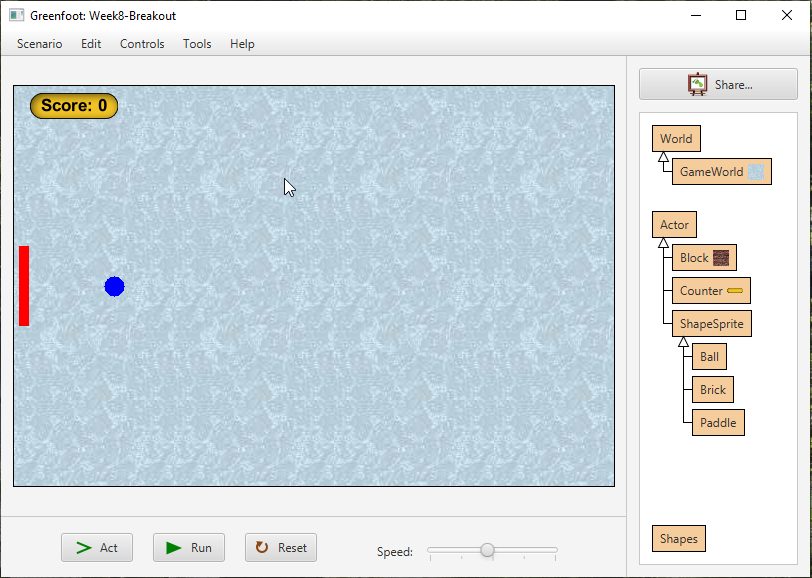 Greenfoot: Week8-Breakout
Scenario Edit Controls Tools Help
Score: 0
Share...
World
GameWorld
Actor
Block
Counter
ShapeSprite
Ball
Brick
Paddle
Shapes
Act Run Reset Speed: